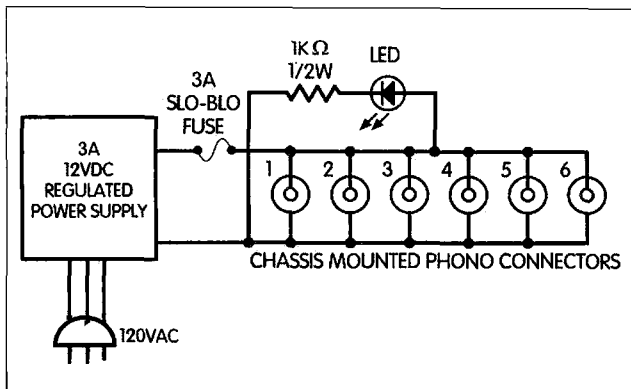 1K Ω
1/2W
LED
3A
SLO-BLO
FUSE
3A
12VDC
REGULATED
POWER SUPPLY
1
2
3
4
5
6
CHASSIS MOUNTED PHONO CONNECTORS
120VAC